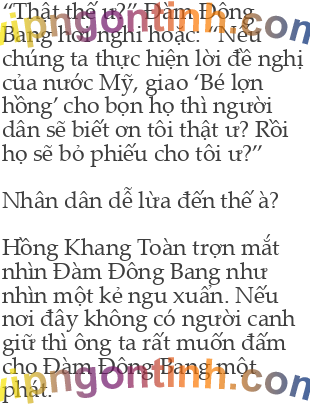 “Thật thế ư?” Đàm Đông
Bang hỏi nghi hoặc. “Nếu
chúng ta thực hiện lời đề nghị
của nước Mỹ, giao ‘Bé lợn
hồng’ cho bọn họ thì người
dân sẽ biết ơn tôi thật ư? Rồi
họ sẽ bỏ phiếu cho tôi ư?”
Nhân dân dễ lừa đến thế à?
Hồng Khang Toàn trợn mắt
nhìn Đàm Đông Bang như
nhìn một kẻ ngu xuẩn. Nếu
nơi đây không có người canh
giữ thì ông ta rất muốn đấm
cho Đàm Đông Bang một
phát.
vipngontinh.com
vipngontinh.com